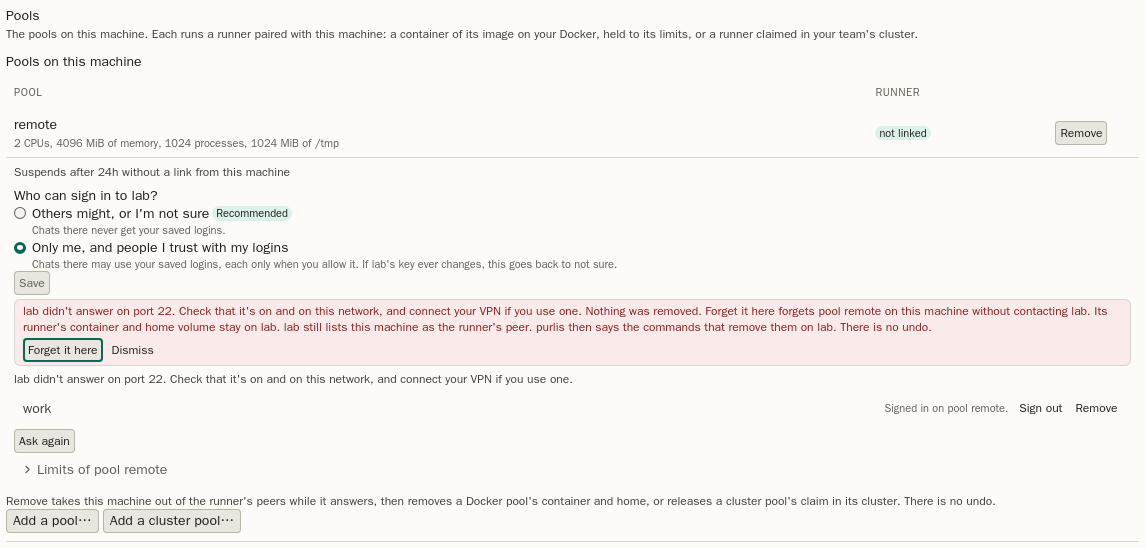 Pools
The pools on this machine. Each runs a runner paired with this machine: a container of its image on your Docker, held to its limits, or a runner claimed in your team's cluster.
Pools on this machine
POOL RUNNER
remote
2 CPUs, 4096 MiB of memory, 1024 processes, 1024 MiB of /tmp
not linked
Remove
Suspends after 24h without a link from this machine
Who can sign in to lab?
Others might, or I'm not sure Recommended
Chats there never get your saved logins.
Only me, and people I trust with my logins
Chats there may use your saved logins, each only when you allow it. If lab's key ever changes, this goes back to not sure.
Save
lab didn't answer on port 22. Check that it's on and on this network, and connect your VPN if you use one. Nothing was removed. Forget it here forgets pool remote on this machine without contacting lab. Its
runner's container and home volume stay on lab. lab still lists this machine as the runner's peer. purlis then says the commands that remove them on lab. There is no undo.
Forget it here Dismiss
lab didn't answer on port 22. Check that it's on and on this network, and connect your VPN if you use one.
work Signed in on pool remote. Sign out Remove
Ask again
Limits of pool remote
Remove takes this machine out of the runner's peers while it answers, then removes a Docker pool's container and home, or releases a cluster pool's claim in its cluster. There is no undo.
Add a pool··· Add a cluster pool···